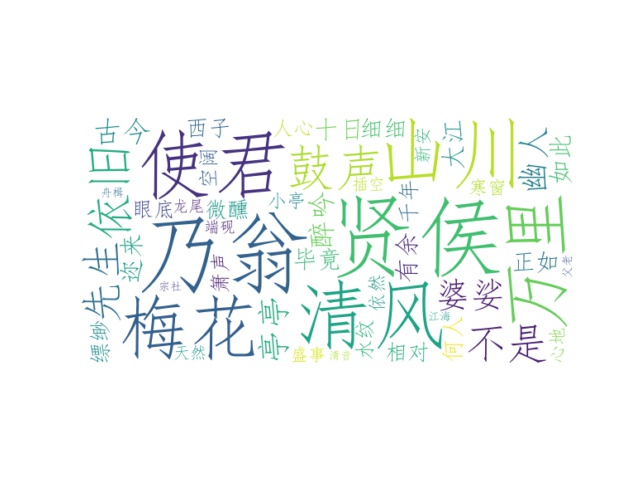 古今
西子
人心
十日
细细
新安
大江
幽人
如此
依旧
使君
空阔
鼓声
插空
山川
寒窗
舟楫
眼底
龙尾
微醺
小亭
醉吟
千年
贤侯
万里
先生
迩来
乃翁
端砚
箫声
宗社
毕竟
有余
正始
父老
缥缈
梅花
亭亭
清风
依然
江海
婆娑
天然
盛事
清音
水纹
相对
何人
不是
心地